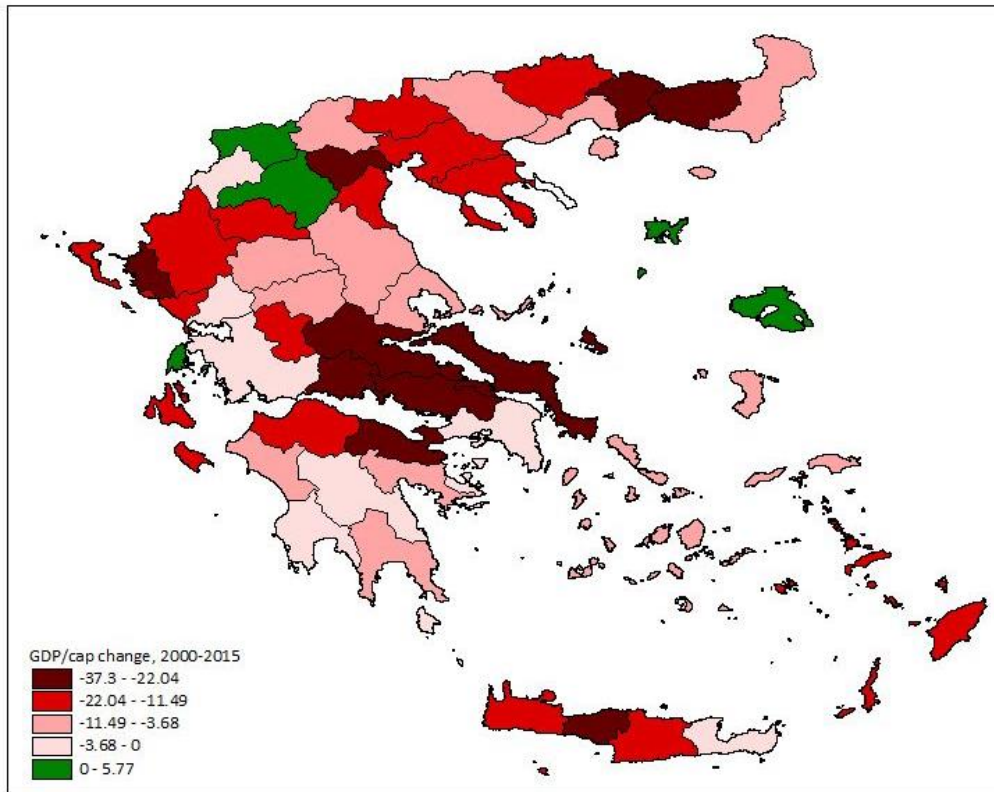 GDP/cap change, 2000-2015
-37.3 - -22.04
-22.04 - -11.49
-11.49 - -3.68
-3.68 - 0
0 - 5.77